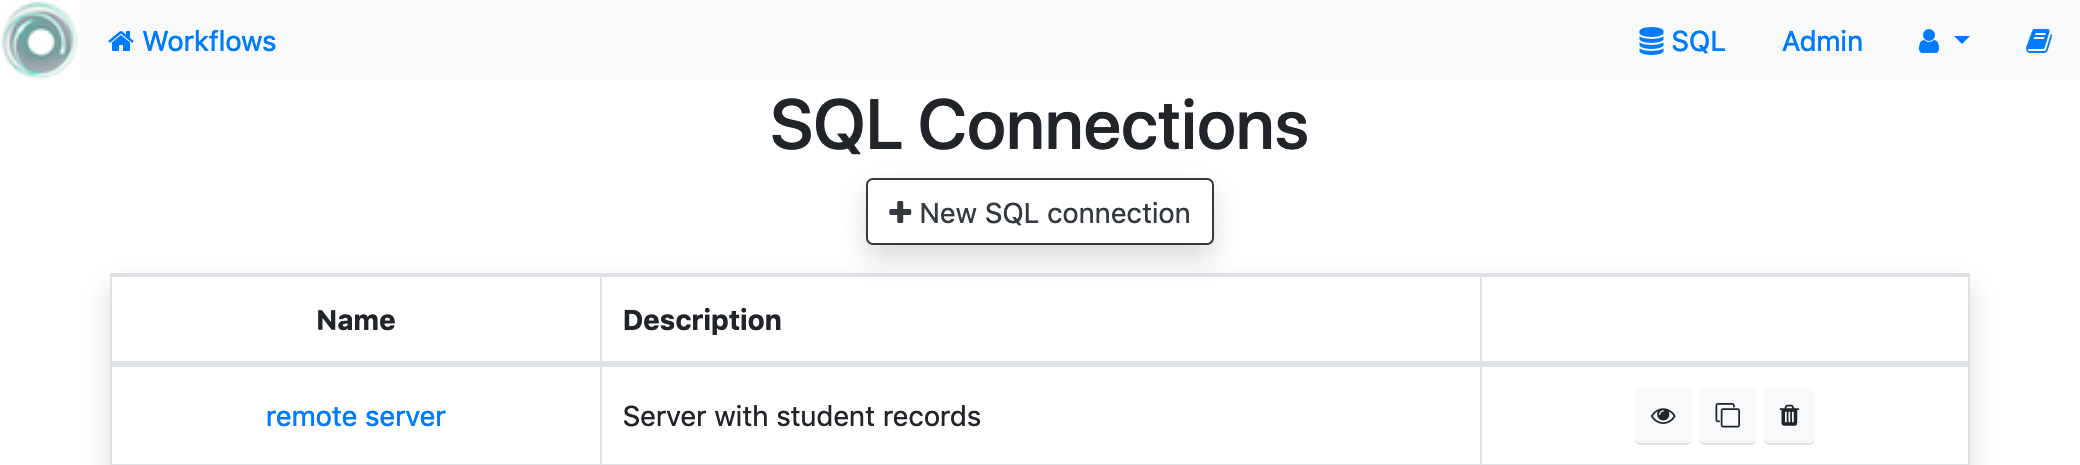 Workflows SQL Admin
SQL Connections
New SQL connection
Name Description
remote server Server with student records